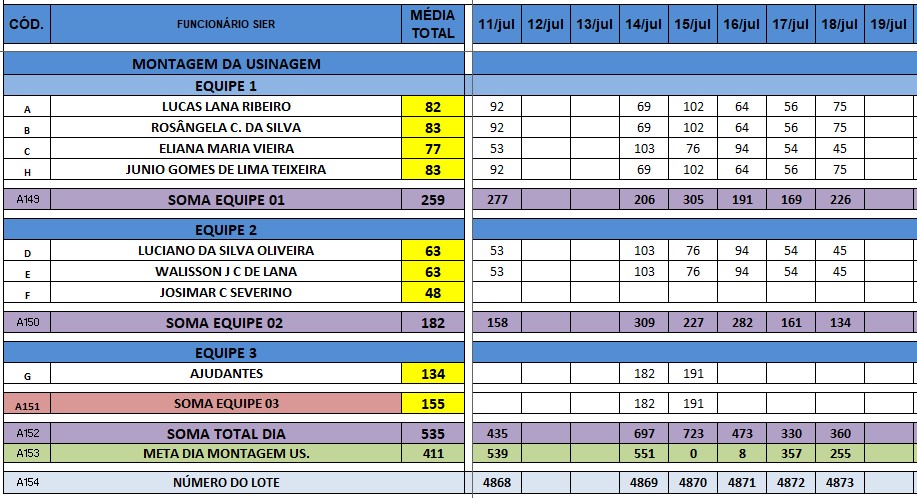 CÓD. FUNCIONÁRIO SIER MÉDIA TOTAL 11/jul 12/jul 13/jul 14/jul 15/jul 16/jul 17/jul 18/jul 19/jul
MONTAGEM DA USINAGEM
EQUIPE 1
A LUCAS LANA RIBEIRO 82 92 69 102 64 56 75
B ROSÂNGELA C. DA SILVA 83 92 69 102 64 56 75
C ELIANA MARIA VIEIRA 77 53 103 76 94 54 45
H JUNIO GOMES DE LIMA TEIXEIRA 83 92 69 102 64 56 75
A149 SOMA EQUIPE 01 259 277 206 305 191 169 226
EQUIPE 2
D LUCIANO DA SILVA OLIVEIRA 63 53 103 76 94 54 45
E WALISSON J C DE LANA 63 53 103 76 94 54 45
F JOSIMAR C SEVERINO 48
A150 SOMA EQUIPE 02 182 158 309 227 282 161 134
EQUIPE 3
G AJUDANTES 134 182 191
A151 SOMA EQUIPE 03 155 182 191
A152 SOMA TOTAL DIA 535 435 697 723 473 330 360
A153 META DIA MONTAGEM US. 411 539 551 0 8 357 255
A154 NÚMERO DO LOTE 4868 4869 4870 4871 4872 4873